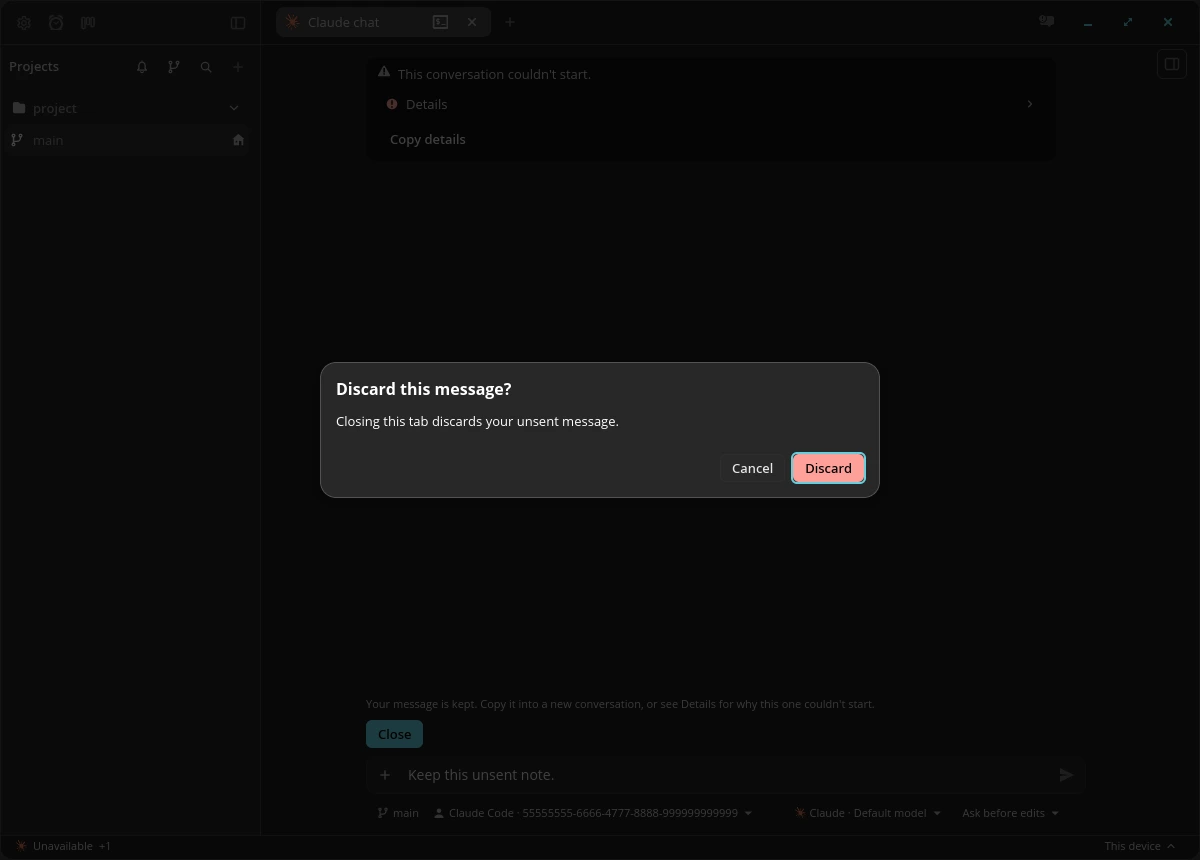 Claude chat
Projects
project
main
This conversation couldn't start.
Details
Copy details
Discard this message?
Closing this tab discards your unsent message.
Cancel
Discard
Your message is kept. Copy it into a new conversation, or see Details for why this one couldn't start.
Close
Keep this unsent note.
main
Claude Code · 55555555-6666-4777-8888-999999999999
Claude · Default model
Ask before edits
Unavailable +1
This device